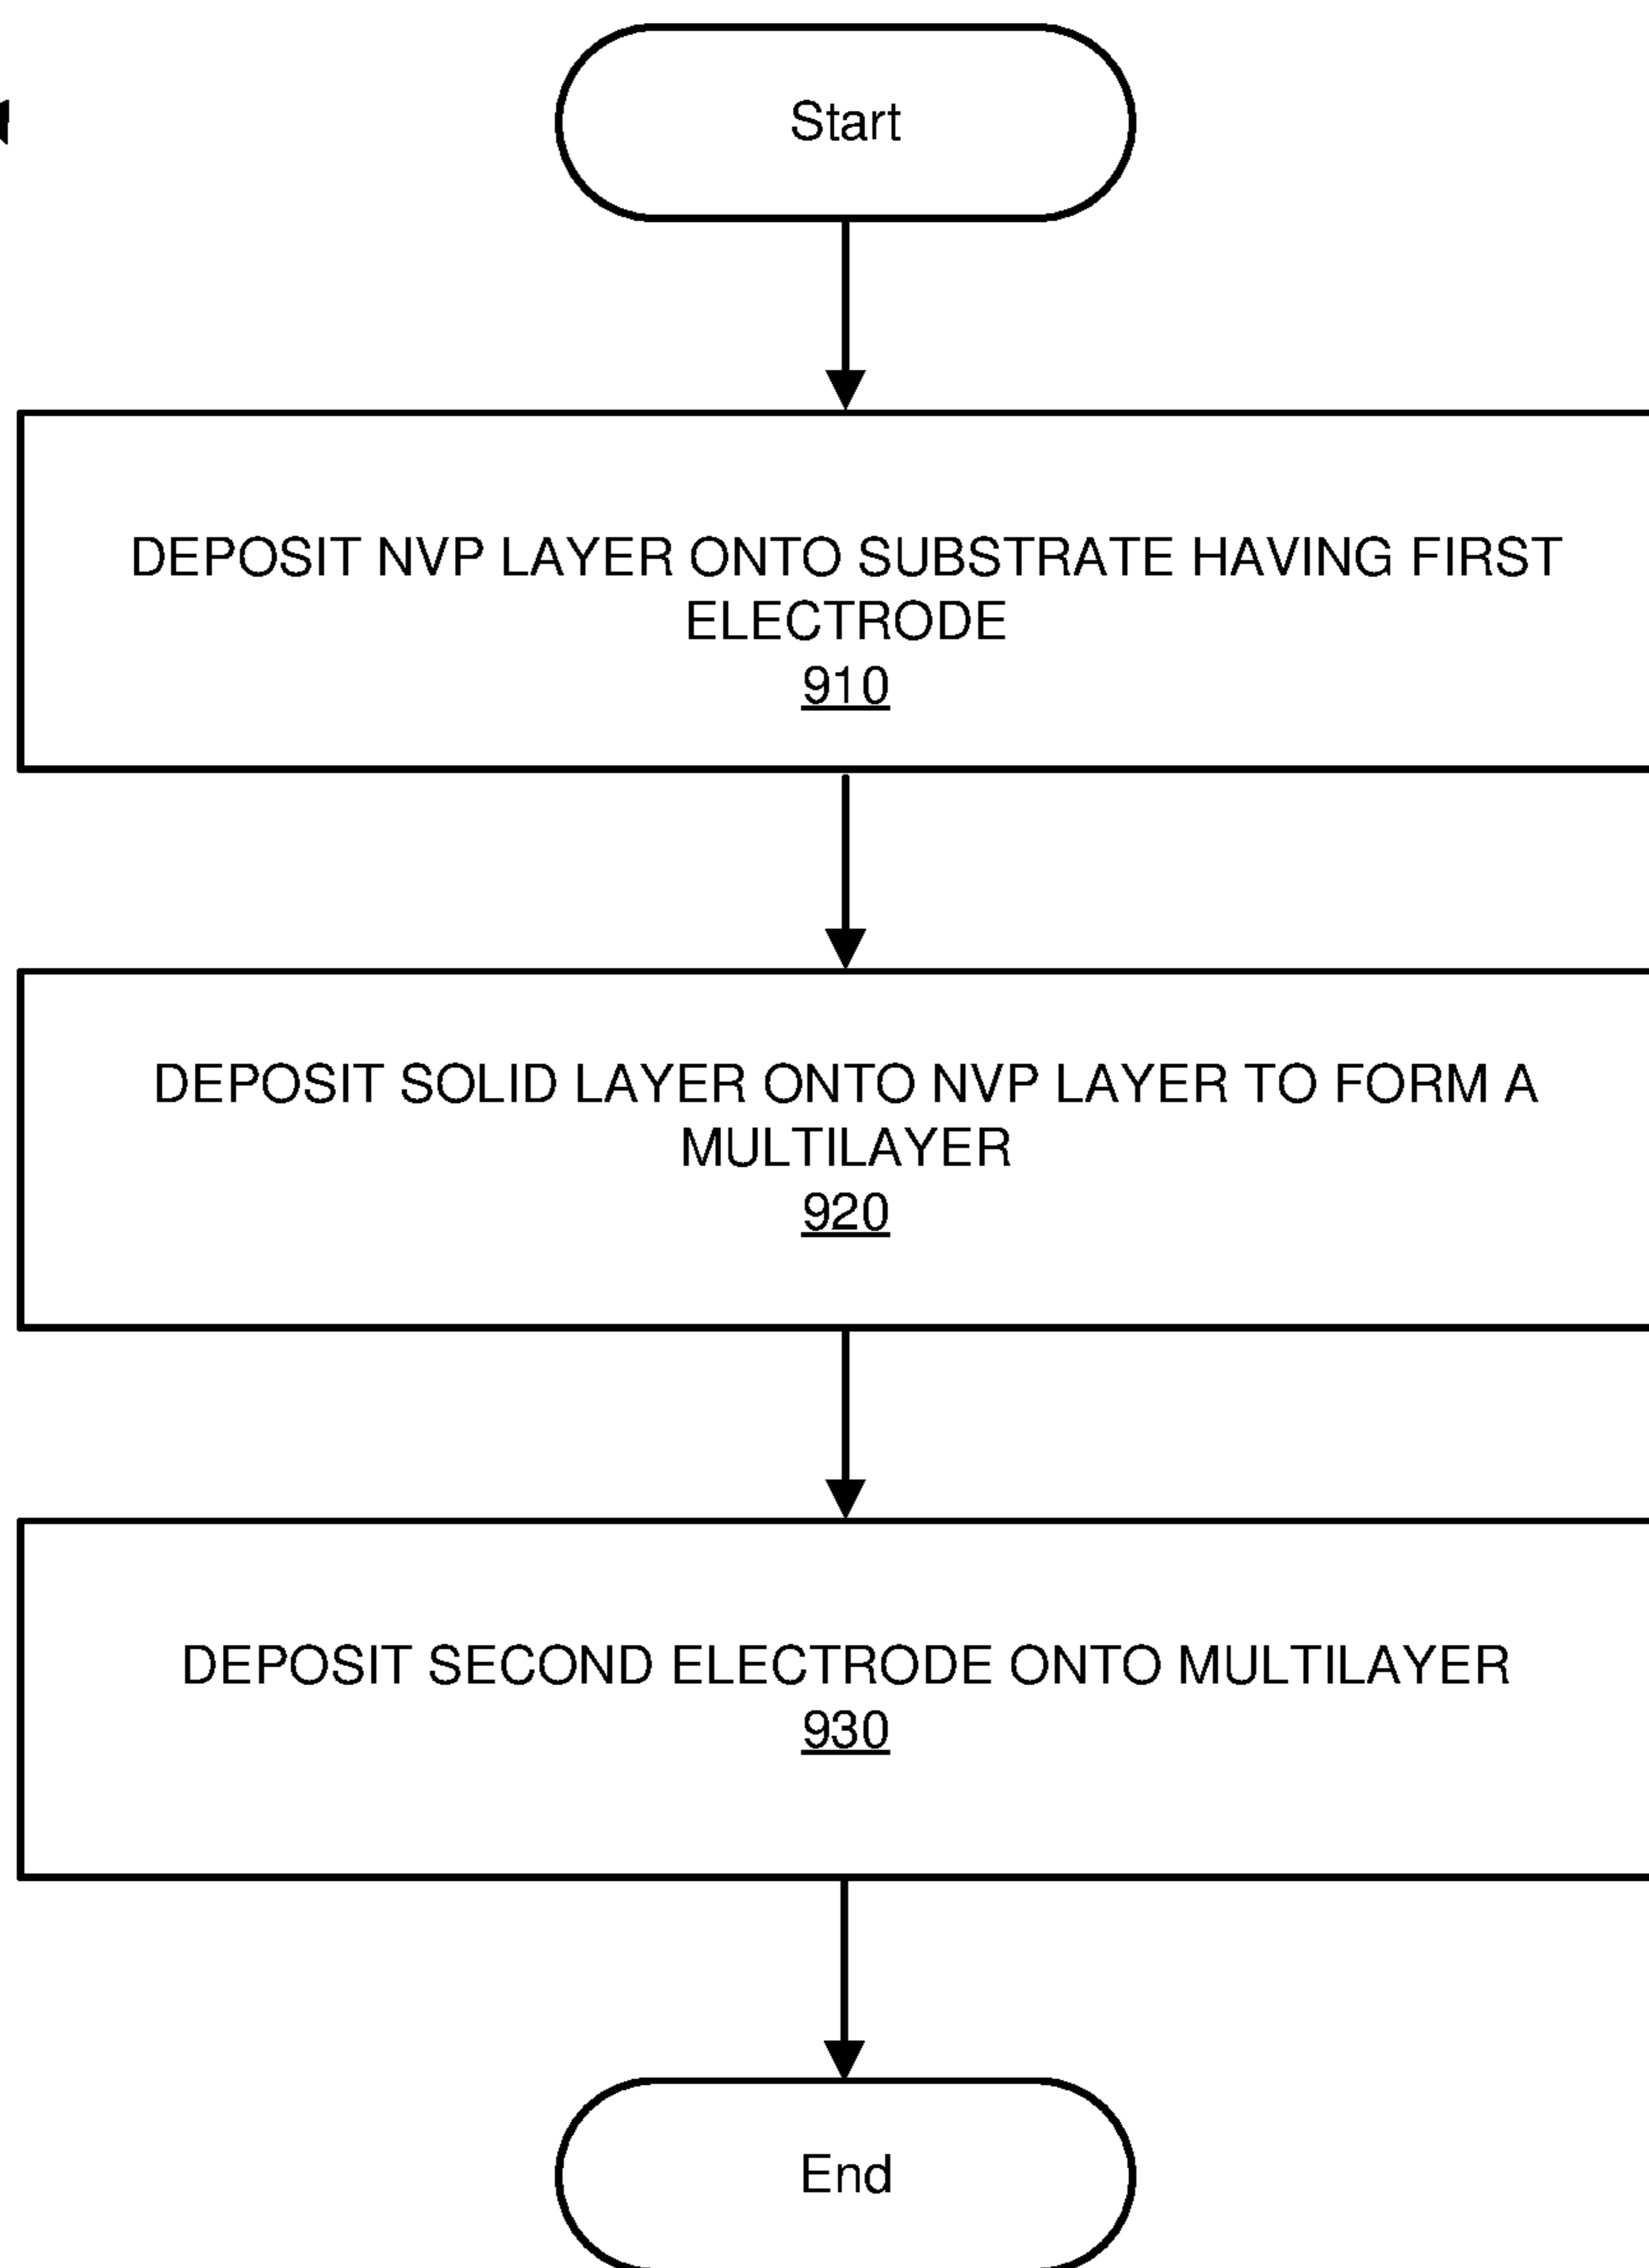 Start
DEPOSIT NVP LAYER ONTO SUBSTRATE HAVING FIRST
ELECTRODE
910
DEPOSIT SOLID LAYER ONTO NVP LAYER TO FORM A
MULTILAYER
920
DEPOSIT SECOND ELECTRODE ONTO MULTILAYER
930
End